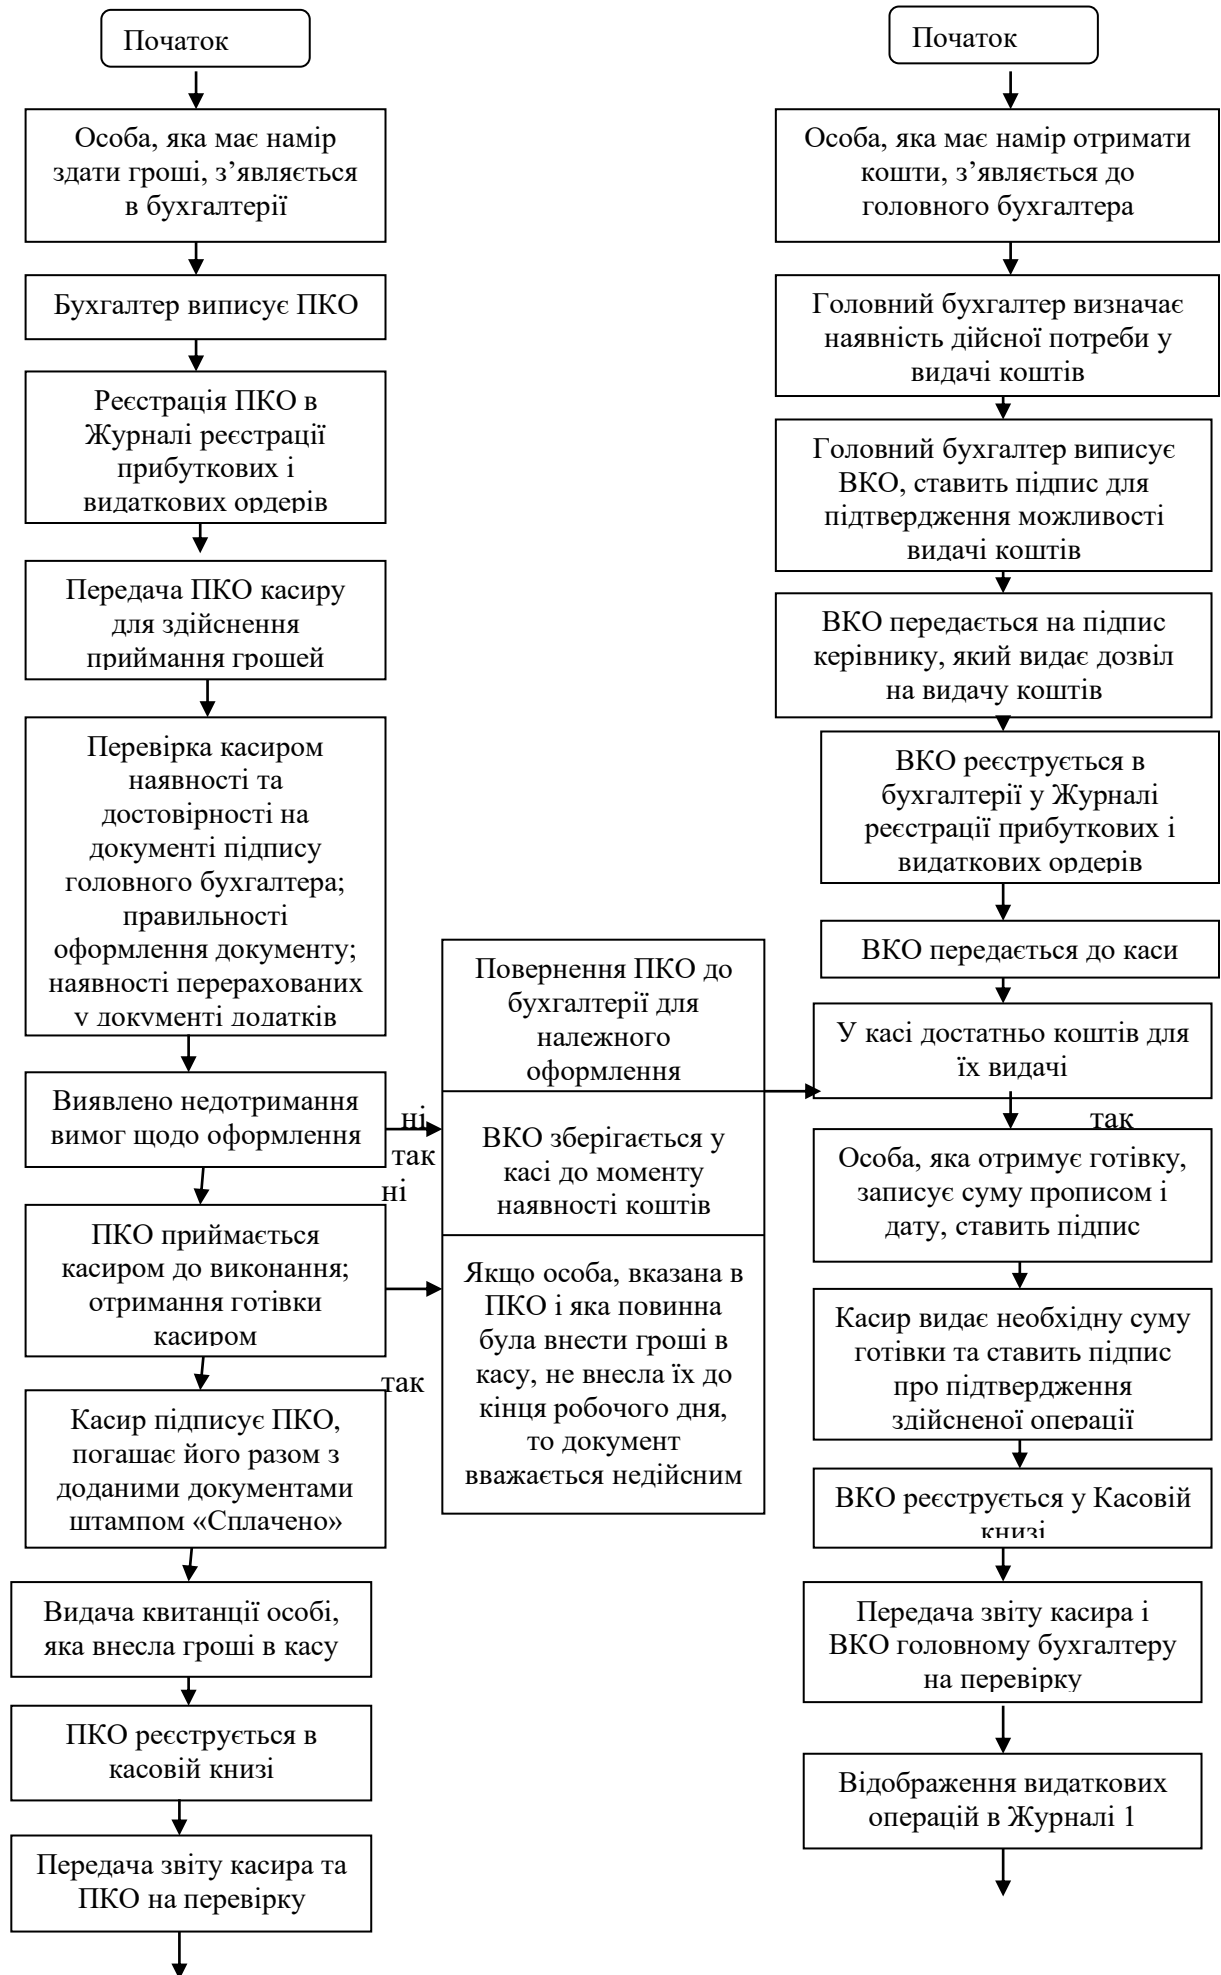 Початок
Особа, яка має намір
здати гроші, з’являється
в бухгалтерії
Бухгалтер виписує ПКО
Реєстрація ПКО в
Журналі реєстрації
прибуткових і
видаткових ордерів
Передача ПКО касиру
для здійснення
приймання грошей
Перевірка касиром
наявності та
достовірності на
документі підпису
головного бухгалтера;
правильності
оформлення документу;
наявності перерахованих
у документі додатків
Виявлено недотримання
вимог щодо оформлення
ні
так
ні
ПКО приймається
касиром до виконання;
отримання готівки
касиром
так
Касир підписує ПКО,
погашає його разом з
доданими документами
штампом «Сплачено»
Видача квитанції особі,
яка внесла гроші в касу
ПКО реєструється в
касовій книзі
Передача звіту касира та
ПКО на перевірку
Повернення ПКО до
бухгалтерії для
належного
оформлення
ВКО зберігається у
касі до моменту
наявності коштів
Якщо особа, вказана в
ПКО і яка повинна
була внести гроші в
касу, не внесла їх до
кінця робочого дня,
то документ
вважається недійсним
Початок
Особа, яка має намір отримати
кошти, з’являється до
головного бухгалтера
Головний бухгалтер визначає
наявність дійсної потреби у
видачі коштів
Головний бухгалтер виписує
ВКО, ставить підпис для
підтвердження можливості
видачі коштів
ВКО передається на підпис
керівнику, який видає дозвіл
на видачу коштів
ВКО реєструється в
бухгалтерії у Журналі
реєстрації прибуткових і
видаткових ордерів
ВКО передається до каси
У касі достатньо коштів для
їх видачі
так
Особа, яка отримує готівку,
записує суму прописом і
дату, ставить підпис
Касир видає необхідну суму
готівки та ставить підпис
про підтвердження
здійсненої операції
ВКО реєструється у Касовій
книзі
Передача звіту касира і
ВКО головному бухгалтеру
на перевірку
Відображення видаткових
операцій в Журналі 1